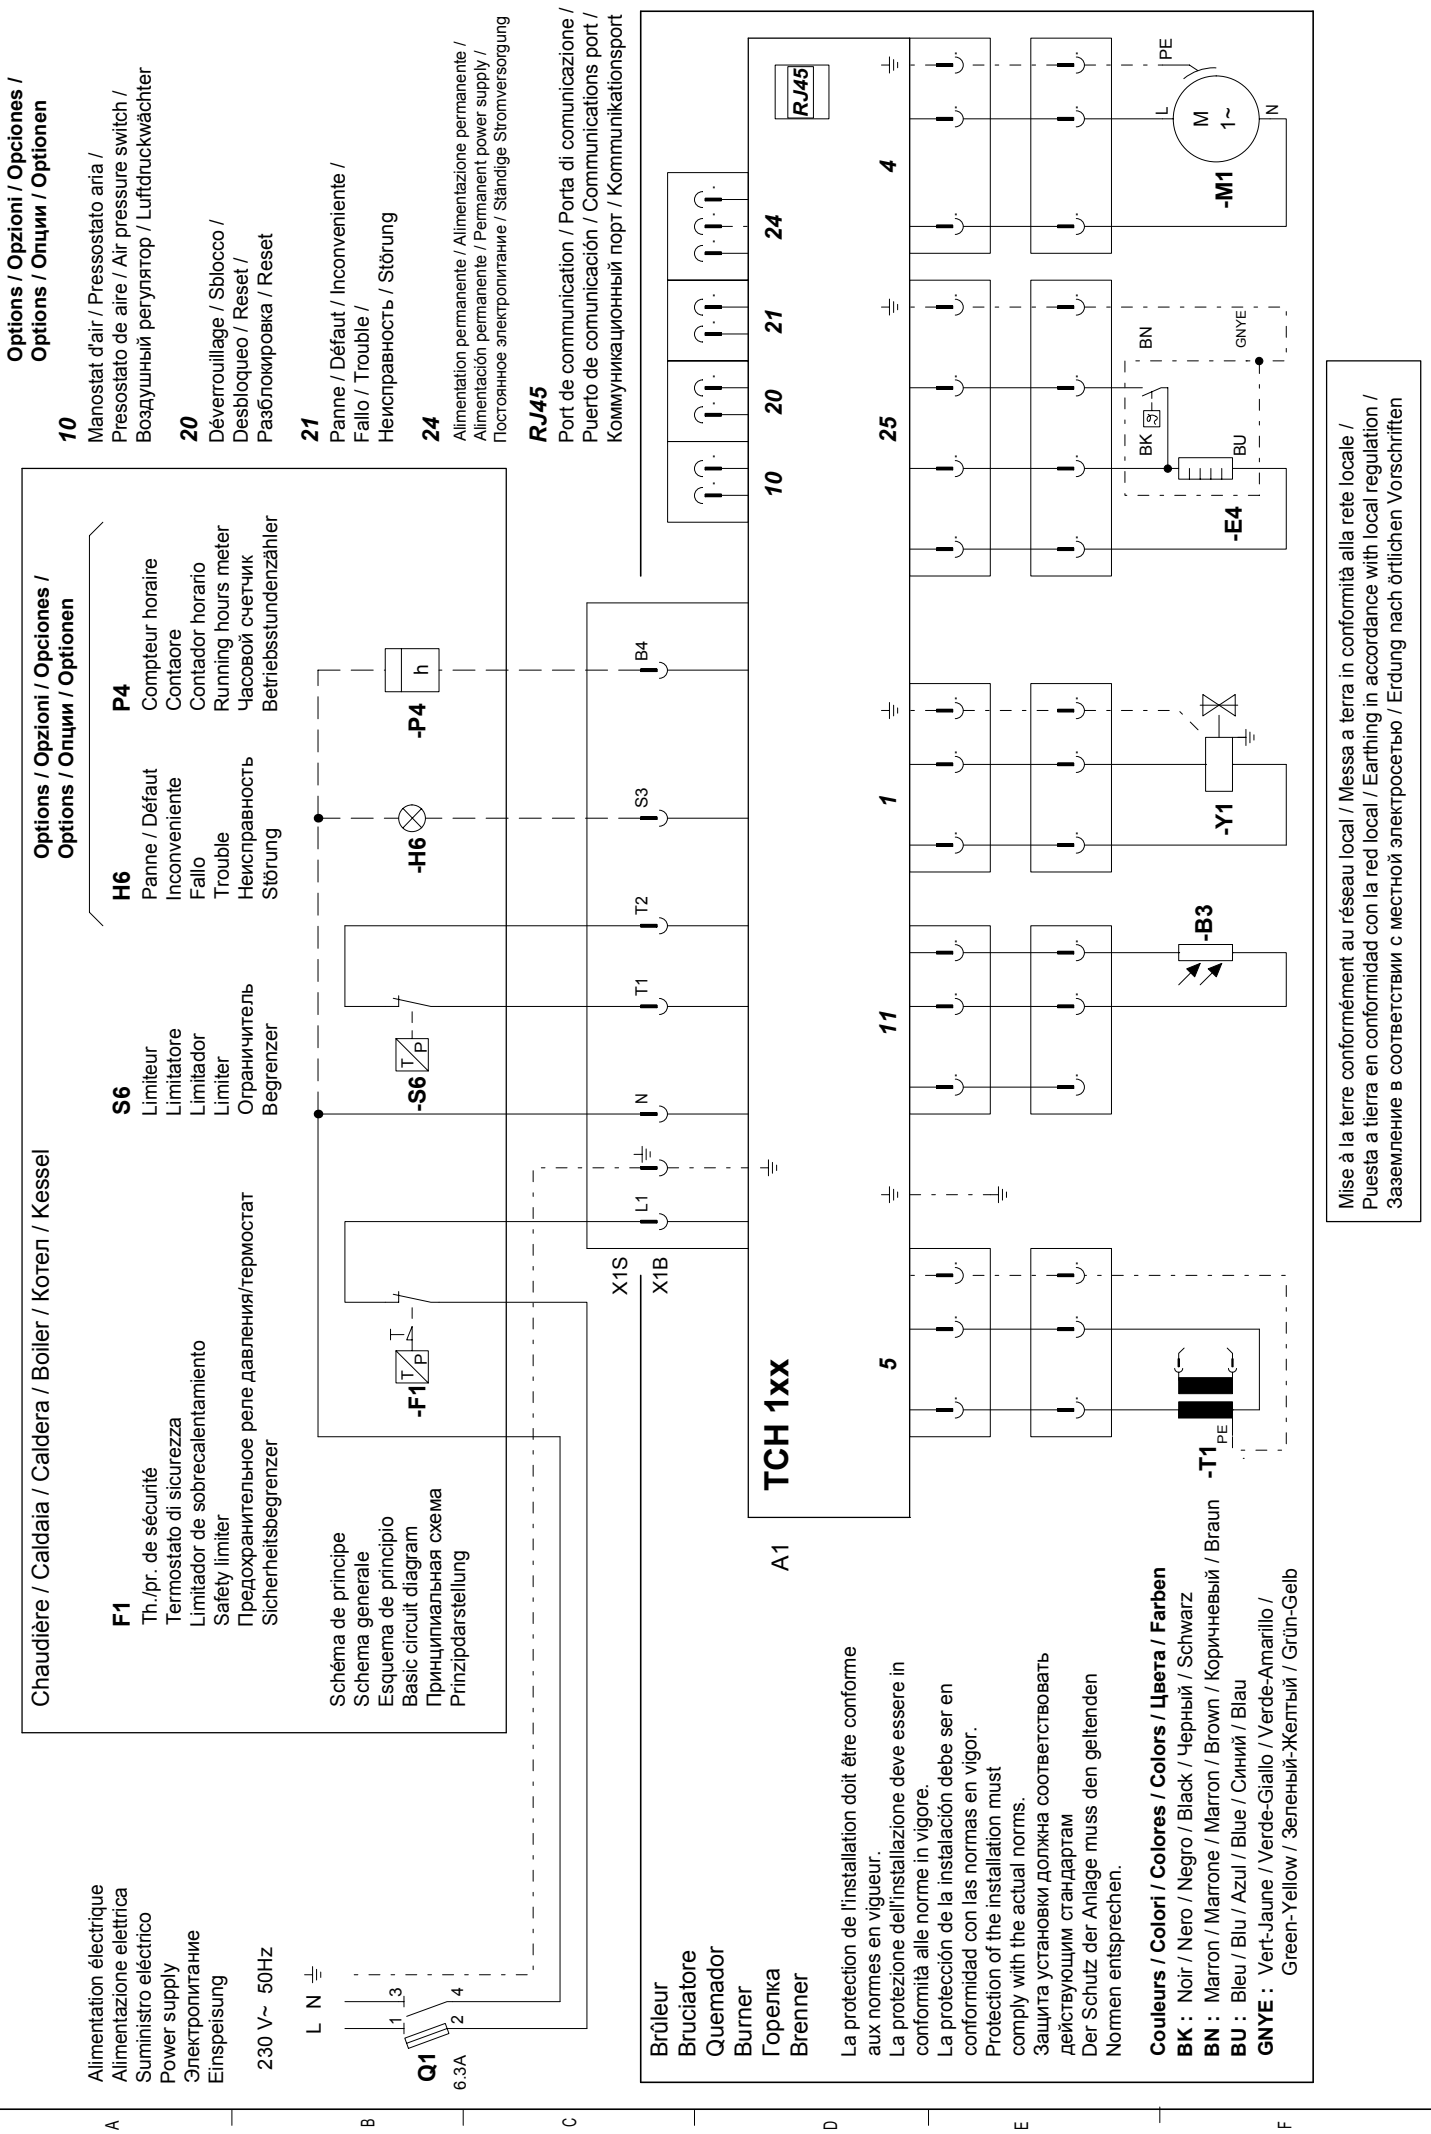 Alimentation électrique
Alimentazione elettrica
Suministro eléctrico
Power supply
Электропитание
Einspeisung
230 V~ 50Hz
L N
1 3
2 4
Q1
6.3A
Chaudière / Caldaia / Caldera / Boiler / Котел / Kessel
F1
Th./pr. de sécurité
Termostato di sicurezza
Limitador de sobrecalentamiento
Safety limiter
Предохранительное реле давления/термостат
Sicherheitsbegrenzer
S6
Limiteur
Limitatore
Limitador
Limiter
Ограничитель
Begrenzer
Options / Opzioni / Opciones /
Options / Опции / Optionen
H6
Panne / Défaut
Inconveniente
Fallo
Trouble
Неисправность
Störung
P4
Compteur horaire
Contaore
Contador horario
Running hours meter
Часовой счетчик
Betriebsstundenzähler
Schéma de principe
Schema generale
Esquema de principio
Basic circuit diagram
Принципиальная схема
Prinzipdarstellung
-F1
T
P
-S6
T
P
-H6
-P4
h
X1S
X1B
L1
N
T1
T2
S3
B4
Options / Opzioni / Opciones /
Options / Опции / Optionen
10
Manostat d'air / Pressostato aria /
Presostato de aire / Air pressure switch /
Воздушный регулятор / Luftdruckwächter
20
Déverrouillage / Sblocco /
Desbloqueo / Reset /
Разблокировка / Reset
21
Panne / Défaut / Inconveniente /
Fallo / Trouble /
Неисправность / Störung
24
Alimentation permanente / Alimentazione permanente /
Alimentación permanente / Permanent power supply /
Постоянное электропитание / Ständige Stromversorgung
RJ45
Port de communication / Porta di comunicazione /
Puerto de comunicación / Communications port /
Коммуникационный порт / Kommunikationsport
Brûleur
Bruciatore
Quemador
Burner
Горелка
Brenner
A1
TCH 1xx
10
20
21
24
RJ45
5
11
1
25
4
La protection de l'installation doit être conforme
aux normes en vigueur.
La protezione dell'installazione deve essere in
conformità alle norme in vigore.
La protección de la instalación debe ser en
conformidad con las normas en vigor.
Protection of the installation must
comply with the actual norms.
Защита установки должна соответствовать
действующим стандартам
Der Schutz der Anlage muss den geltenden
Normen entsprechen.
Couleurs / Colori / Colores / Colors / Цвета / Farben
BK : Noir / Nero / Negro / Black / Черный / Schwarz
BN : Marron / Marrone / Marron / Brown / Коричневый / Braun
BU : Bleu / Blu / Azul / Blue / Синий / Blau
GNYE : Vert-Jaune / Verde-Giallo / Verde-Amarillo /
Green-Yellow / Зеленый-Желтый / Grün-Gelb
-T1
PE
-B3
-Y1
-E4
BK
BN
BU
GNYE
-M1
M
1~
L
N
PE
Mise à la terre conformément au réseau local / Messa a terra in conformità alla rete locale /
Puesta a tierra en conformidad con la red local / Earthing in accordance with local regulation /
Заземление в соответствии с местной электросетью / Erdung nach örtlichen Vorschriften
A
B
C
D
E
F